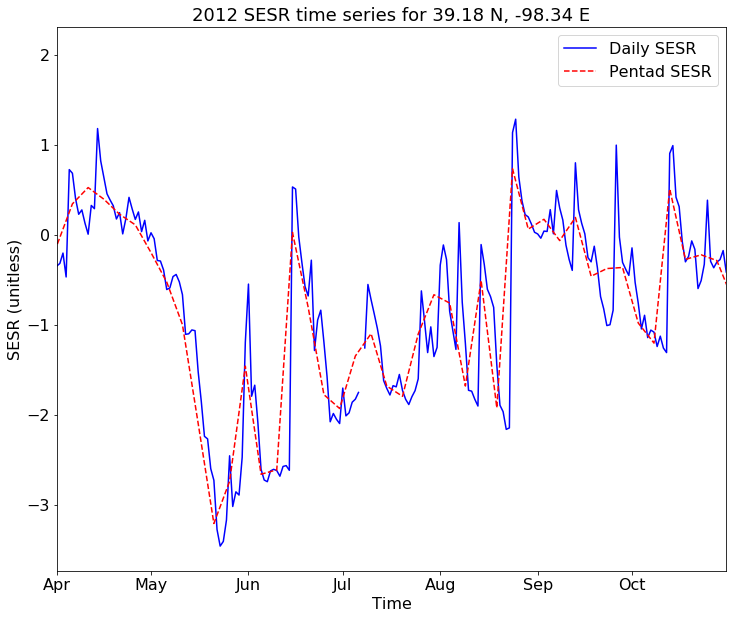 2012 SESR time series for 39.18 N, -98.34 E
Daily SESR
Pentad SESR
SESR (unitless)
2
1
0
−1
−2
−3
Apr May Jun Jul Aug Sep Oct
Time